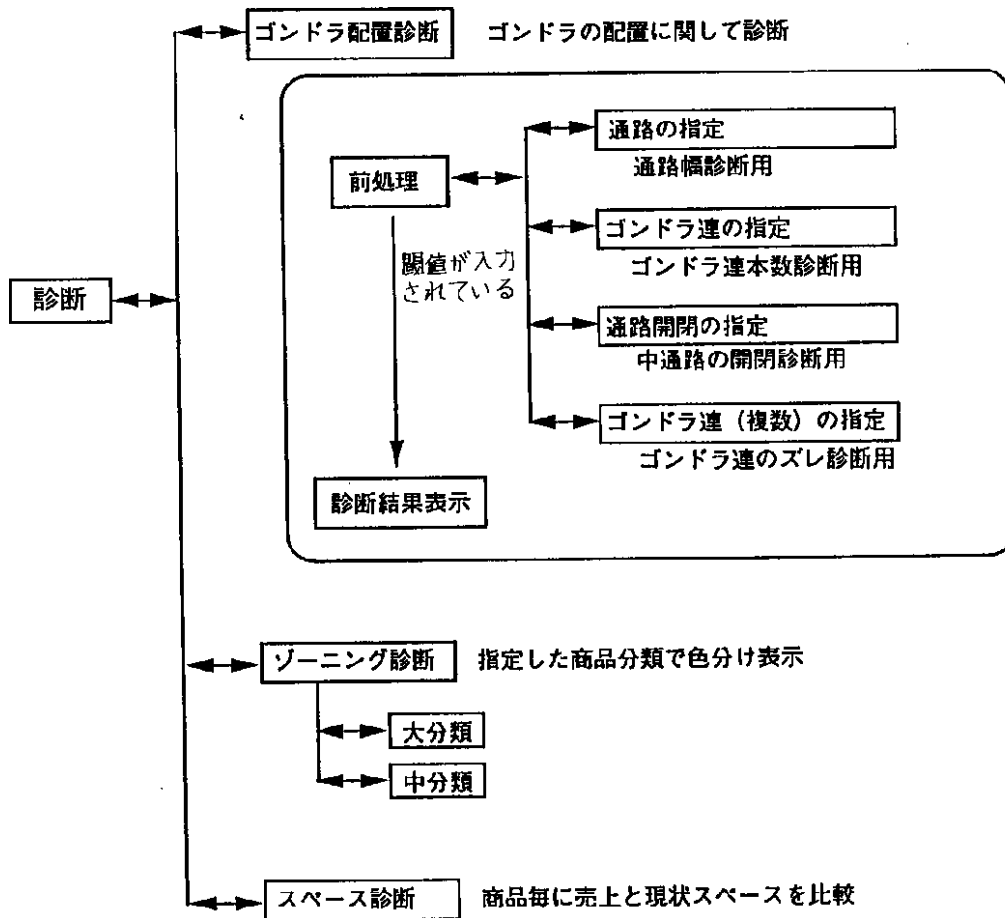 ゴンドラ配置診断 ゴンドラの配置に関して診断
通路の指定
通路幅診断用
前処理
ゴンドラ連の指定
ゴンドラ連本数診断用
閾値が入力
されている
診断
通路開閉の指定
中通路の開閉診断用
ゴンドラ連（複数）の指定
ゴンドラ連のズレ診断用
診断結果表示
ゾーニング診断 指定した商品分類で色分け表示
大分類
中分類
スペース診断 商品毎に売上と現状スペースを比較